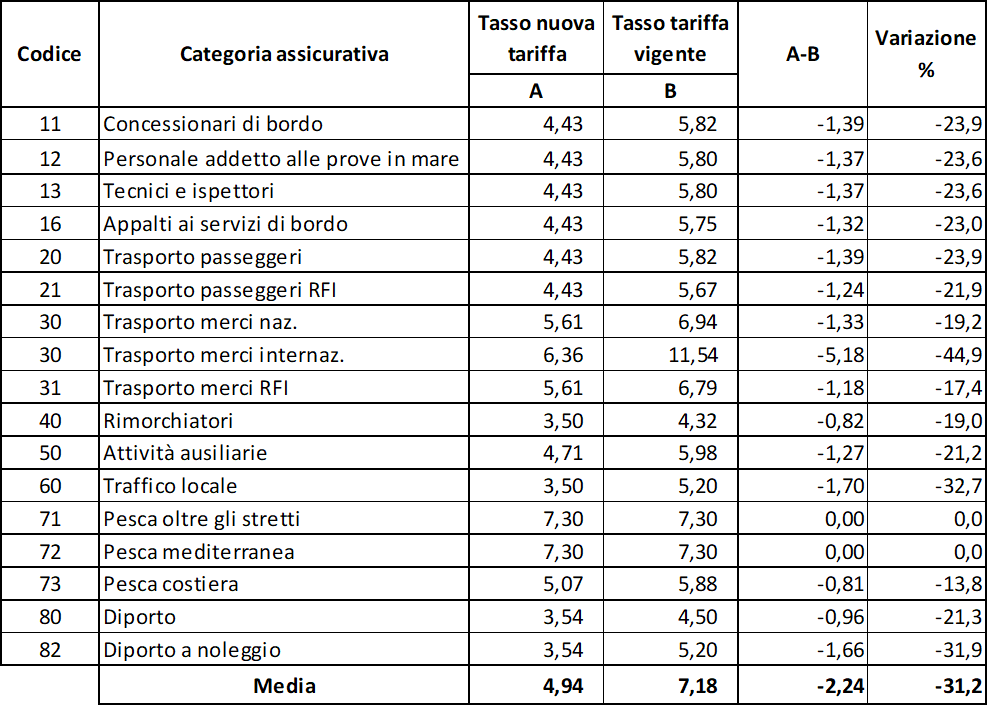 Codice Categoria assicurativa Tasso nuova tariffa Tasso tariffa vigente A-B Variazione %
A B
11 Concessionari di bordo 4,43 5,82 -1,39 -23,9
12 Personale addetto alle prove in mare 4,43 5,80 -1,37 -23,6
13 Tecnici e ispettori 4,43 5,80 -1,37 -23,6
16 Appalti ai servizi di bordo 4,43 5,75 -1,32 -23,0
20 Trasporto passeggeri 4,43 5,82 -1,39 -23,9
21 Trasporto passeggeri RFI 4,43 5,67 -1,24 -21,9
30 Trasporto merci naz. 5,61 6,94 -1,33 -19,2
30 Trasporto merci internaz. 6,36 11,54 -5,18 -44,9
31 Trasporto merci RFI 5,61 6,79 -1,18 -17,4
40 Rimorchiatori 3,50 4,32 -0,82 -19,0
50 Attività ausiliarie 4,71 5,98 -1,27 -21,2
60 Traffico locale 3,50 5,20 -1,70 -32,7
71 Pesca oltre gli stretti 7,30 7,30 0,00 0,0
72 Pesca mediterranea 7,30 7,30 0,00 0,0
73 Pesca costiera 5,07 5,88 -0,81 -13,8
80 Diporto 3,54 4,50 -0,96 -21,3
82 Diporto a noleggio 3,54 5,20 -1,66 -31,9
Media 4,94 7,18 -2,24 -31,2